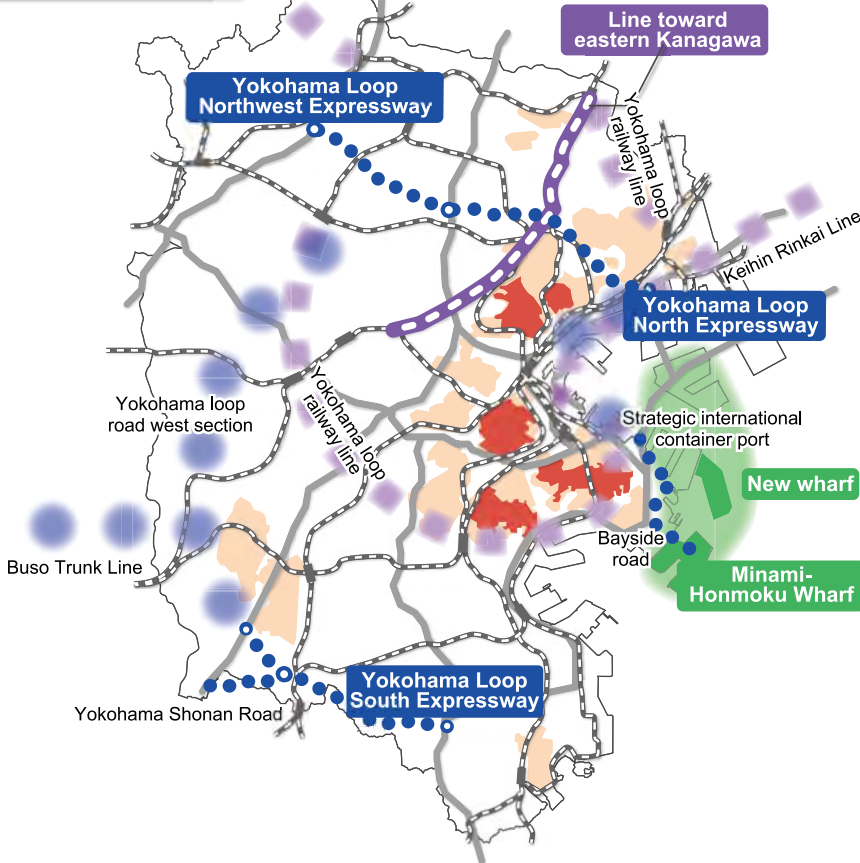 Line toward
eastern Kanagawa
Yokohama Loop
Northwest Expressway
Yokohama loop
railway line
Keihin Rinkai Line
Yokohama Loop
North Expressway
Yokohama loop
road west section
Yokohama loop
railway line
Strategic international
container port
New wharf
Bayside
road
Buso Trunk Line
Minami-
Honmoku Wharf
Yokohama Loop
South Expressway
Yokohama Shonan Road